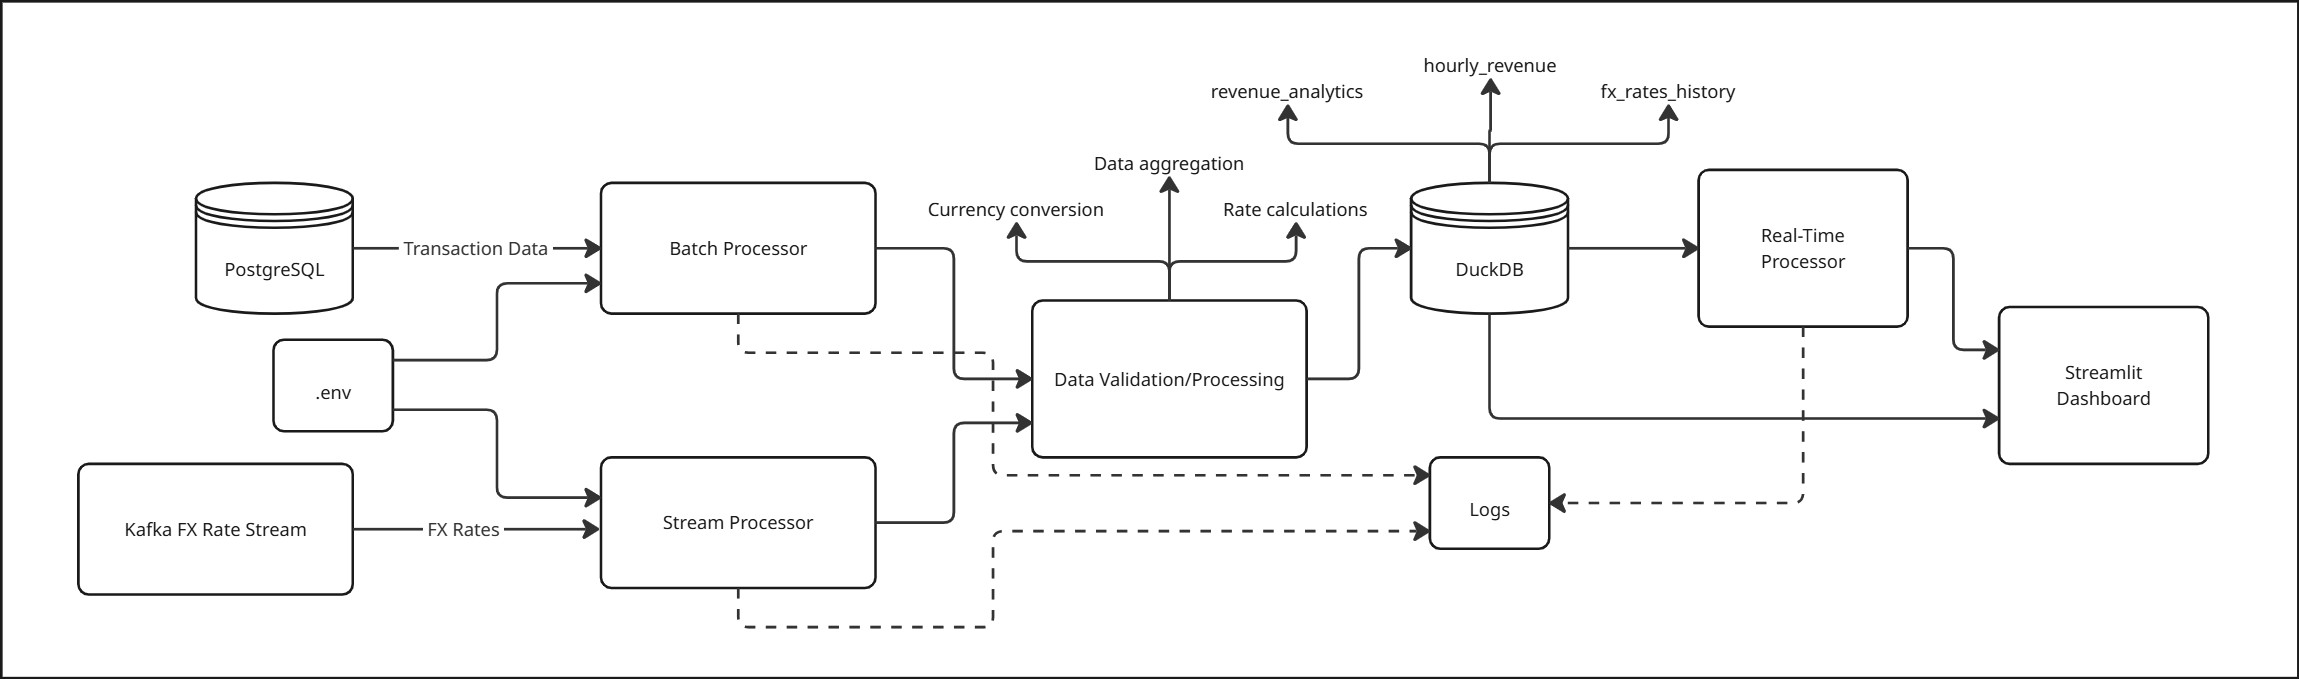 hourly_revenue
revenue_analytics
fx_rates_history
Data aggregation
Currency conversion
Rate calculations
PostgreSQL
Transaction Data
Batch Processor
DuckDB
Real-Time
Processor
.env
Data Validation/Processing
Streamlit
Dashboard
Kafka FX Rate Stream
FX Rates
Stream Processor
Logs